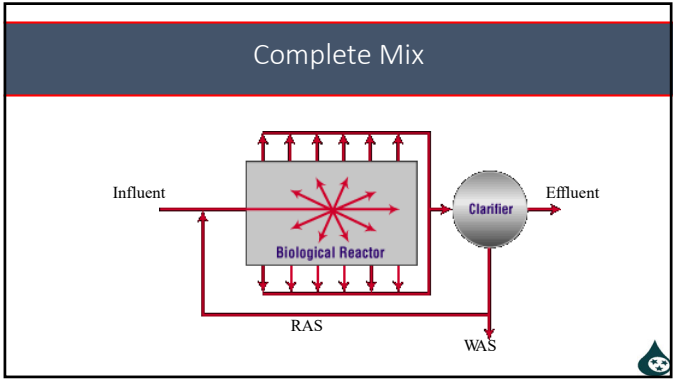 Complete Mix
Influent
Effluent
Clarifier
Biological Reactor
RAS
WAS